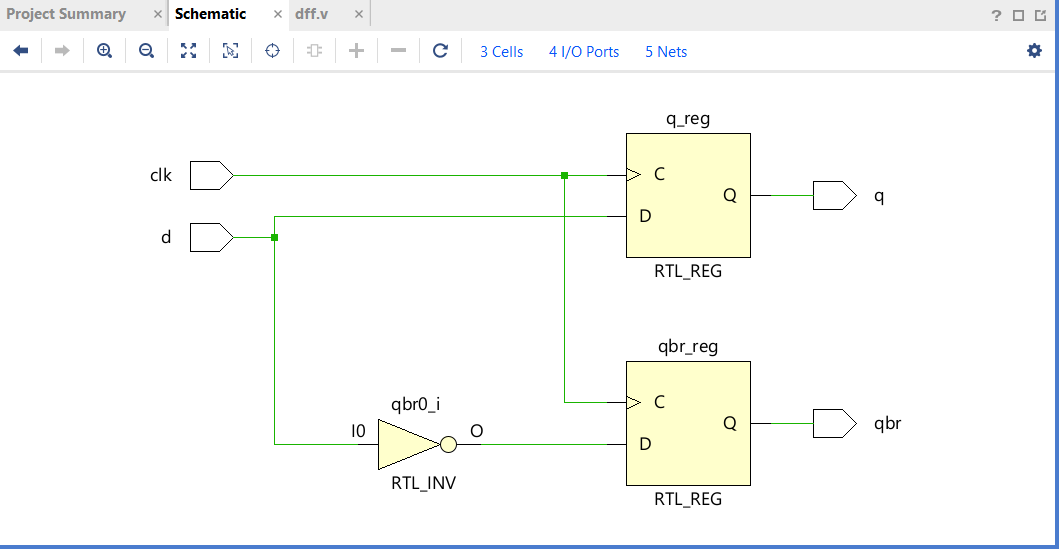 Project Summary × Schematic × dff.v ×
?
3 Cells 4 I/O Ports 5 Nets
q_reg
clk
C
Q
q
D
d
RTL_REG
qbr_reg
C
qbr0_i
Q
qbr
I0
O
D
RTL_INV
RTL_REG